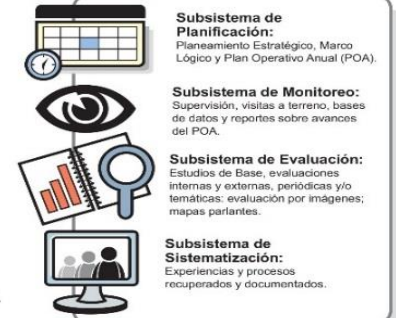 Subsistema de
Planificación:
Planeamiento Estratégico, Marco
Lógico y Plan Operativo Anual (POA).
Subsistema de Monitoreo:
Supervisión, visitas a terreno, bases
de datos y reportes sobre avances
del POA.
Subsistema de Evaluación:
Estudios de Base, evaluaciones
internas y externas, periódicas y/o
temáticas: evaluación por imágenes;
mapas parlantes.
Subsistema de
Sistematización:
Experiencias y procesos
recuperados y documentados.